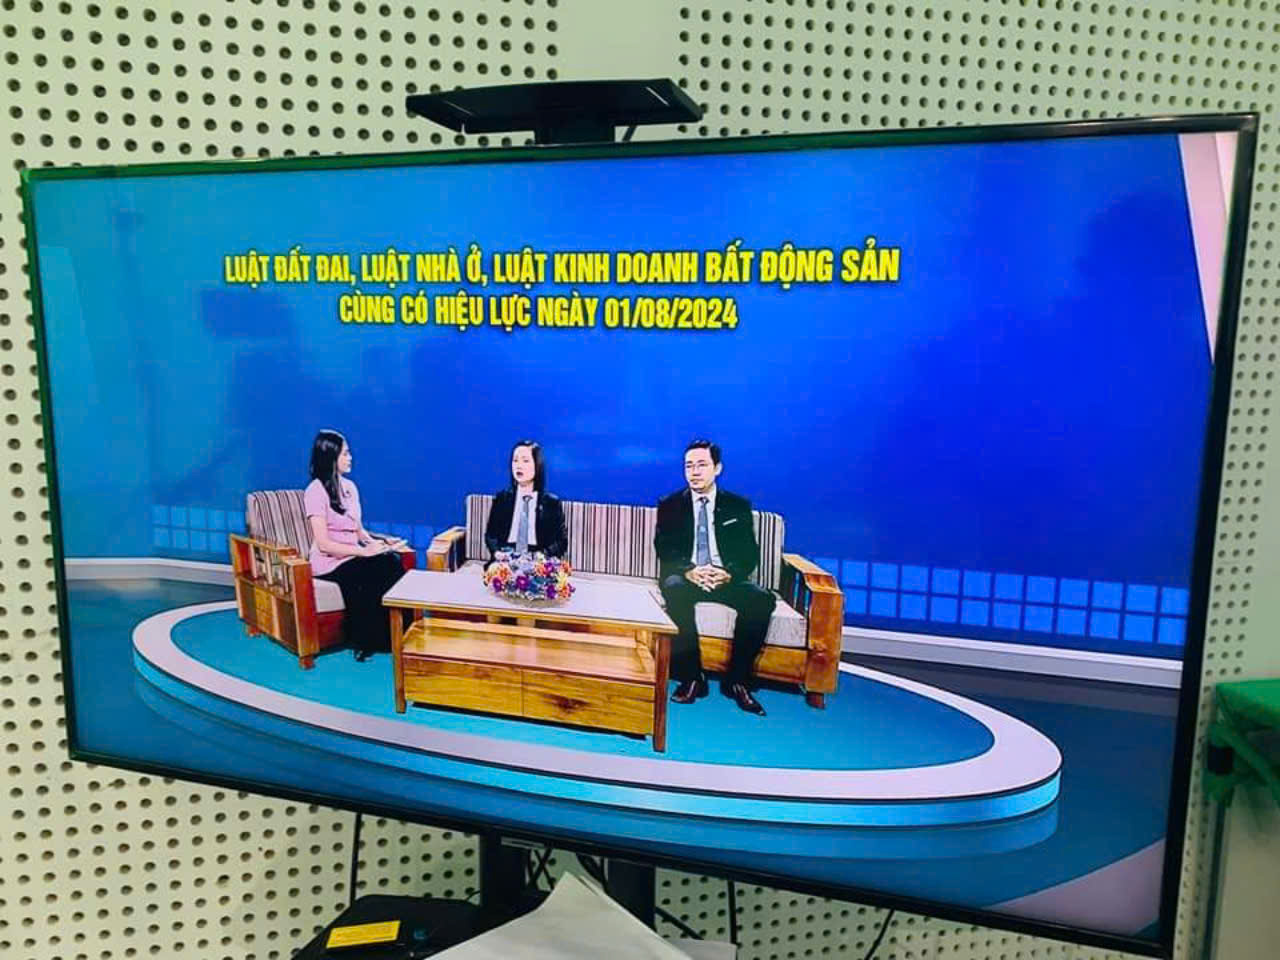 LUẬT ĐẤT ĐAI, LUẬT NHÀ Ở, LUẬT KINH DOANH BẤT ĐỘNG SẢN
CÙNG CÓ HIỆU LỰC NGÀY 01/08/2024